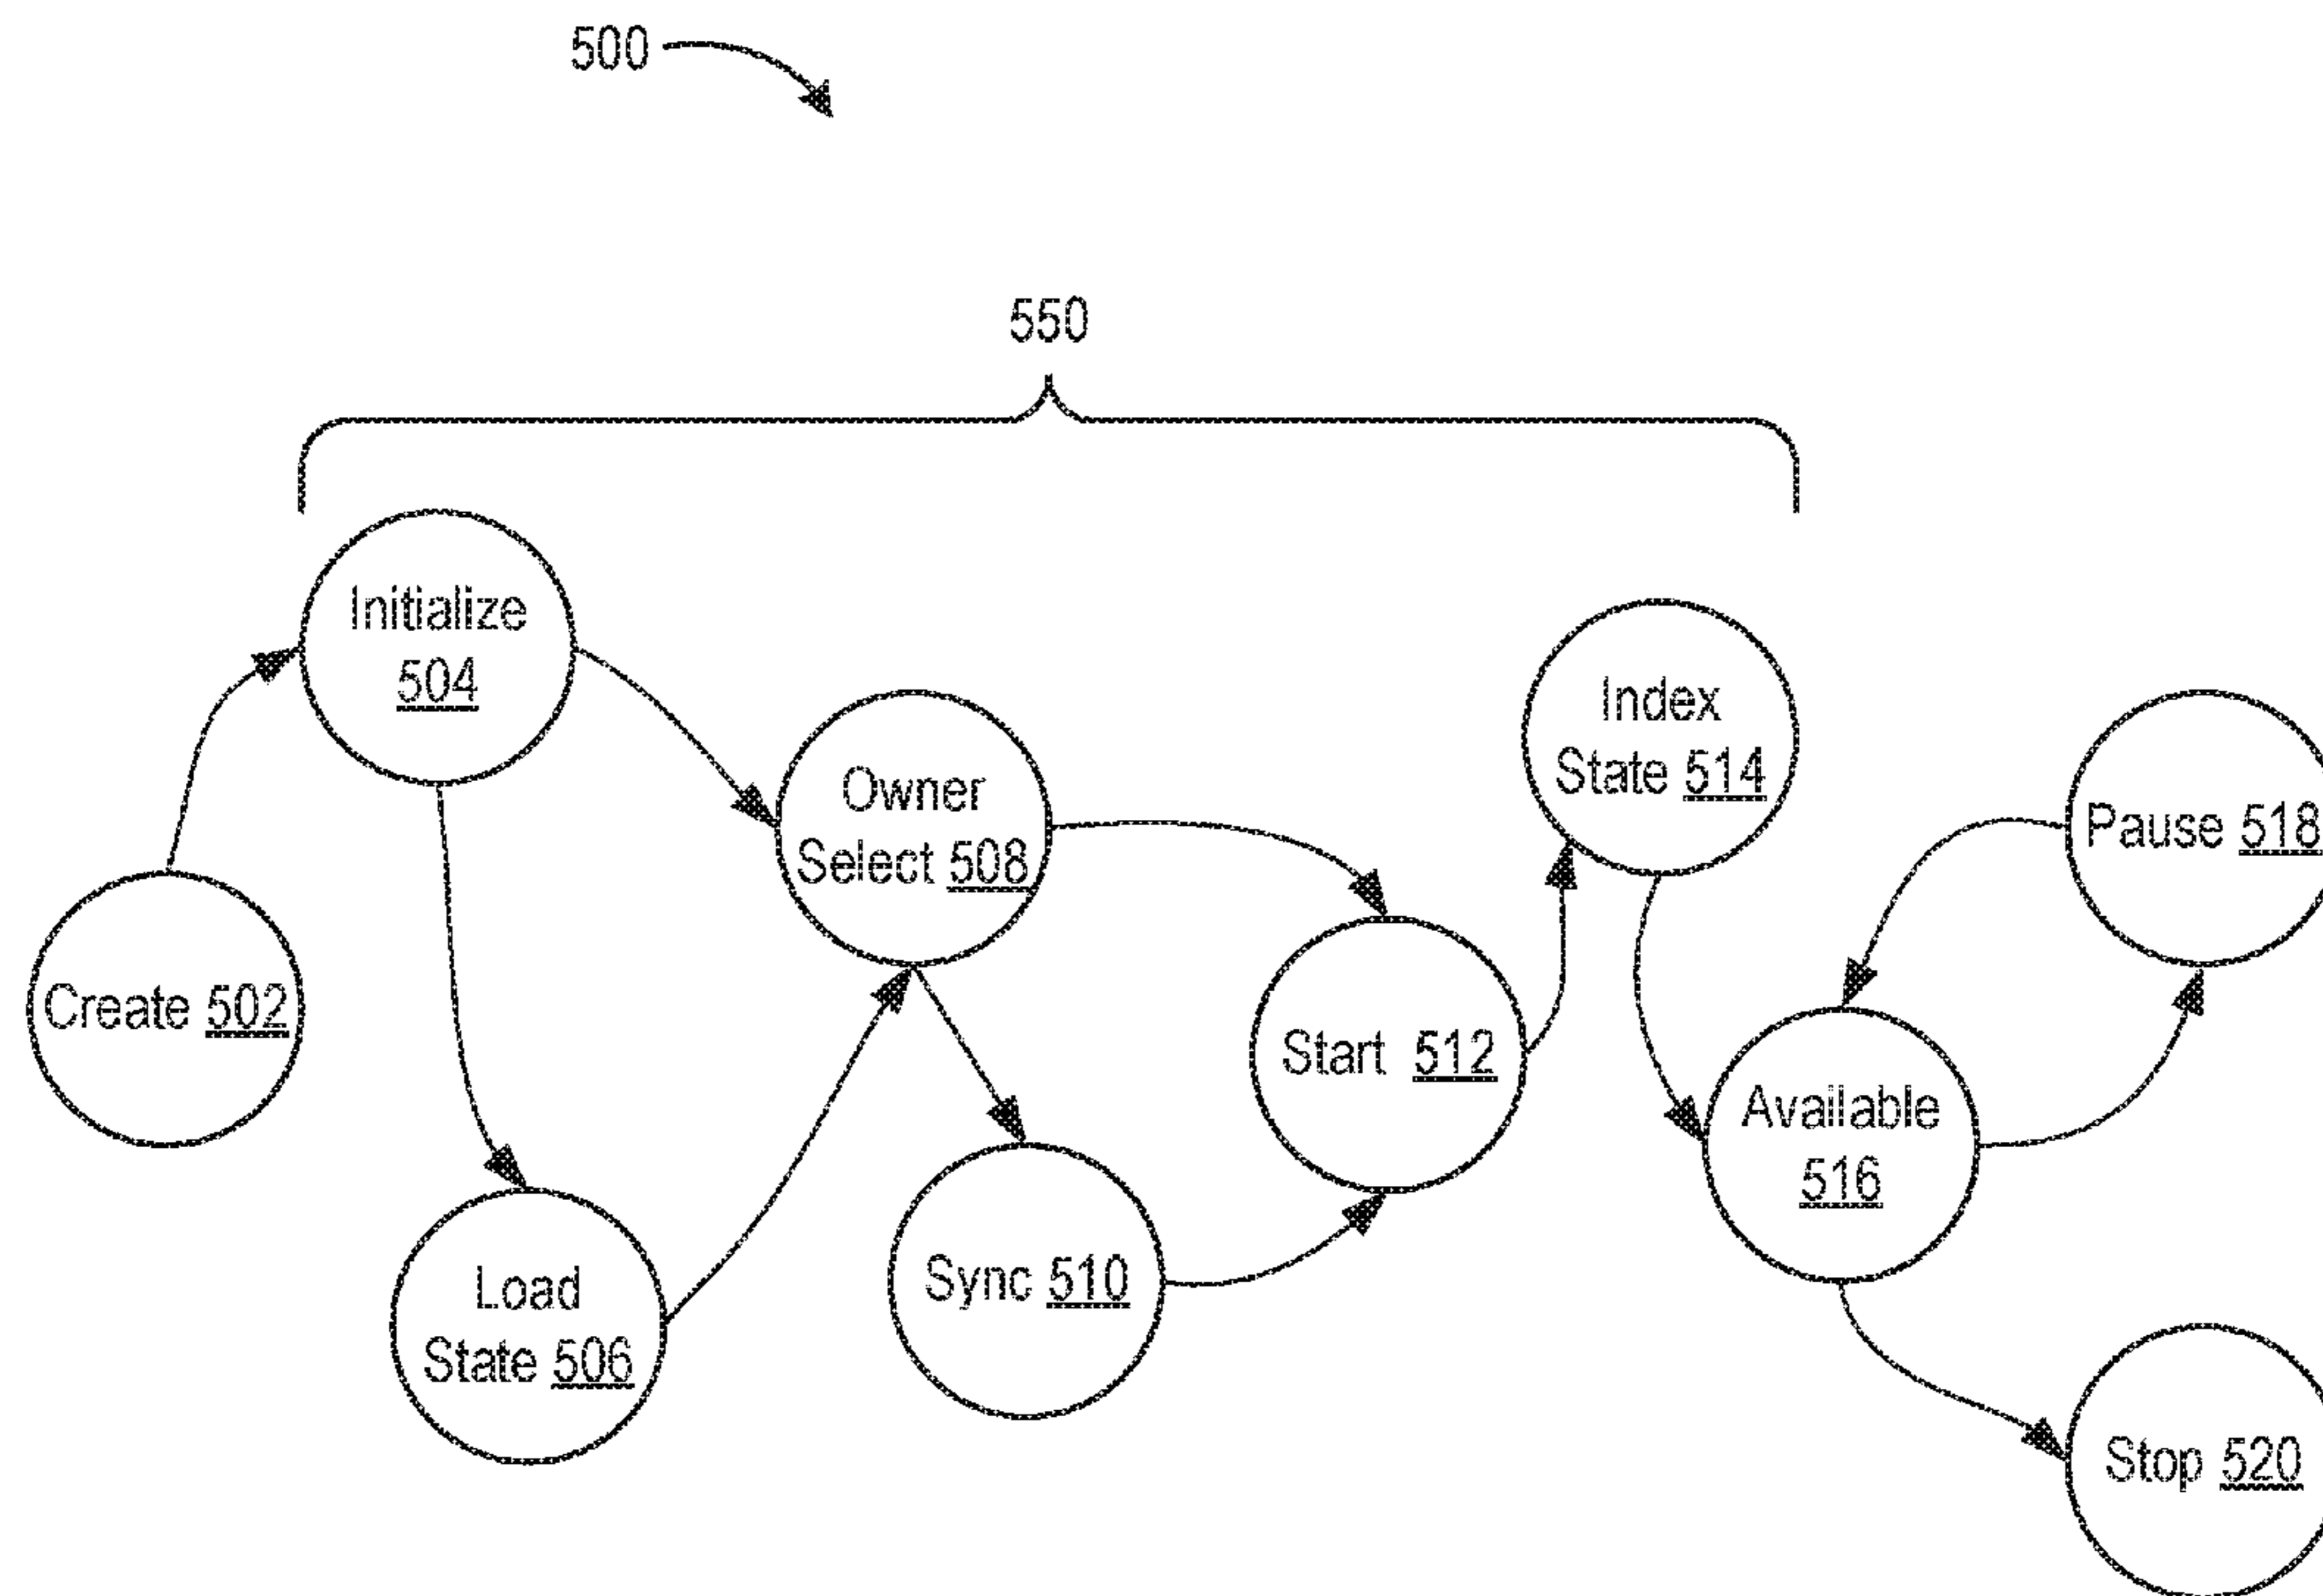 500
550
Initialize
504
Index
State 514
Owner
Select 508
Pause 518
Create 502
Start 512
Available
516
Load
State 506
Sync 510
Stop 520